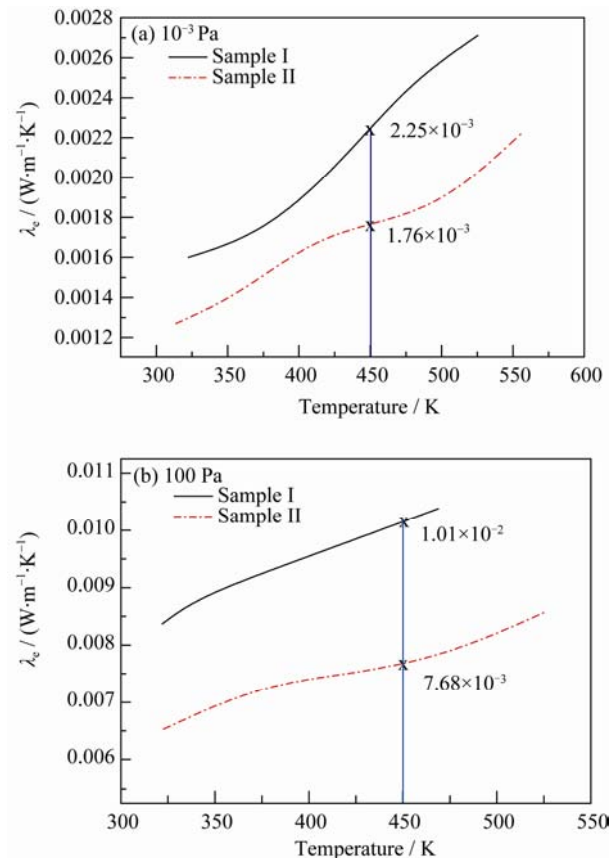 (a) 10⁻³ Pa
Sample I
Sample II
0.0028
0.0026
0.0024
0.0022
0.0020
0.0018
0.0016
0.0014
0.0012
λₑ / (W·m⁻¹·K⁻¹)
2.25×10⁻³
1.76×10⁻³
300 350 400 450 500 550 600
Temperature / K
(b) 100 Pa
Sample I
Sample II
0.011
0.010
0.009
0.008
0.007
0.006
λₑ / (W·m⁻¹·K⁻¹)
1.01×10⁻²
7.68×10⁻³
300 350 400 450 500 550
Temperature / K